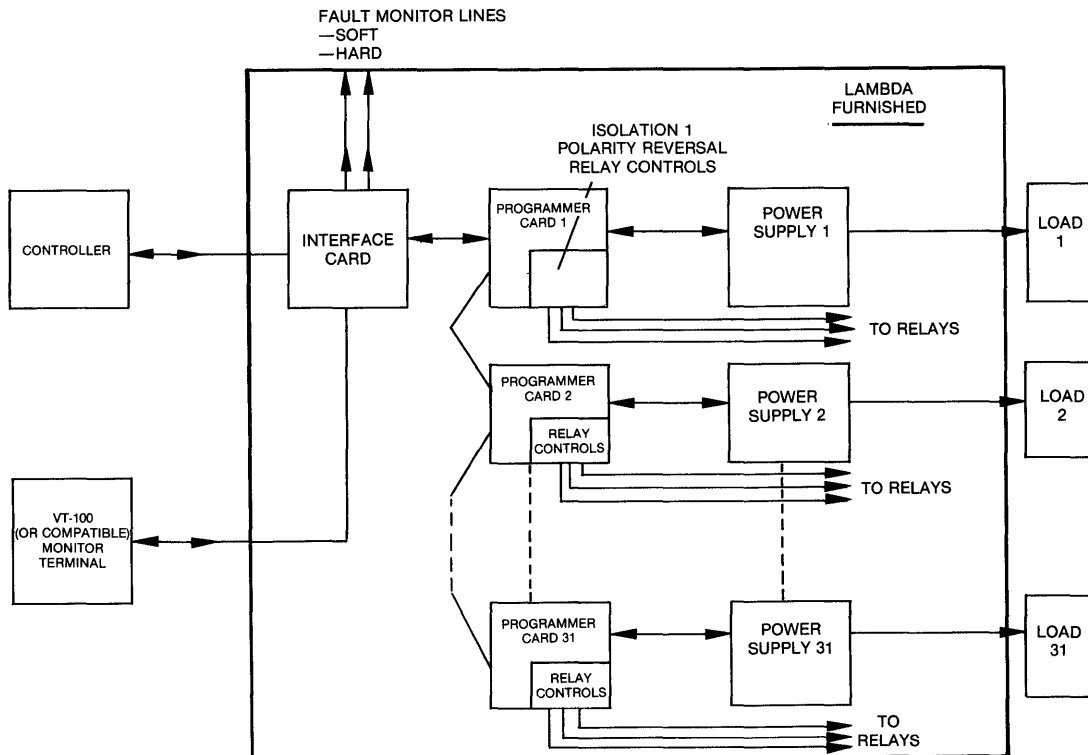 FAULT MONITOR LINES
—SOFT
—HARD
LAMBDA
FURNISHED
ISOLATION 1
POLARITY REVERSAL
RELAY CONTROLS
CONTROLLER
INTERFACE
CARD
PROGRAMMER
CARD 1
POWER
SUPPLY 1
LOAD
1
TO RELAYS
PROGRAMMER
CARD 2
RELAY
CONTROLS
POWER
SUPPLY 2
LOAD
2
TO RELAYS
VT-100
(OR COMPATIBLE)
MONITOR
TERMINAL
PROGRAMMER
CARD 31
RELAY
CONTROLS
POWER
SUPPLY 31
LOAD
31
TO
RELAYS